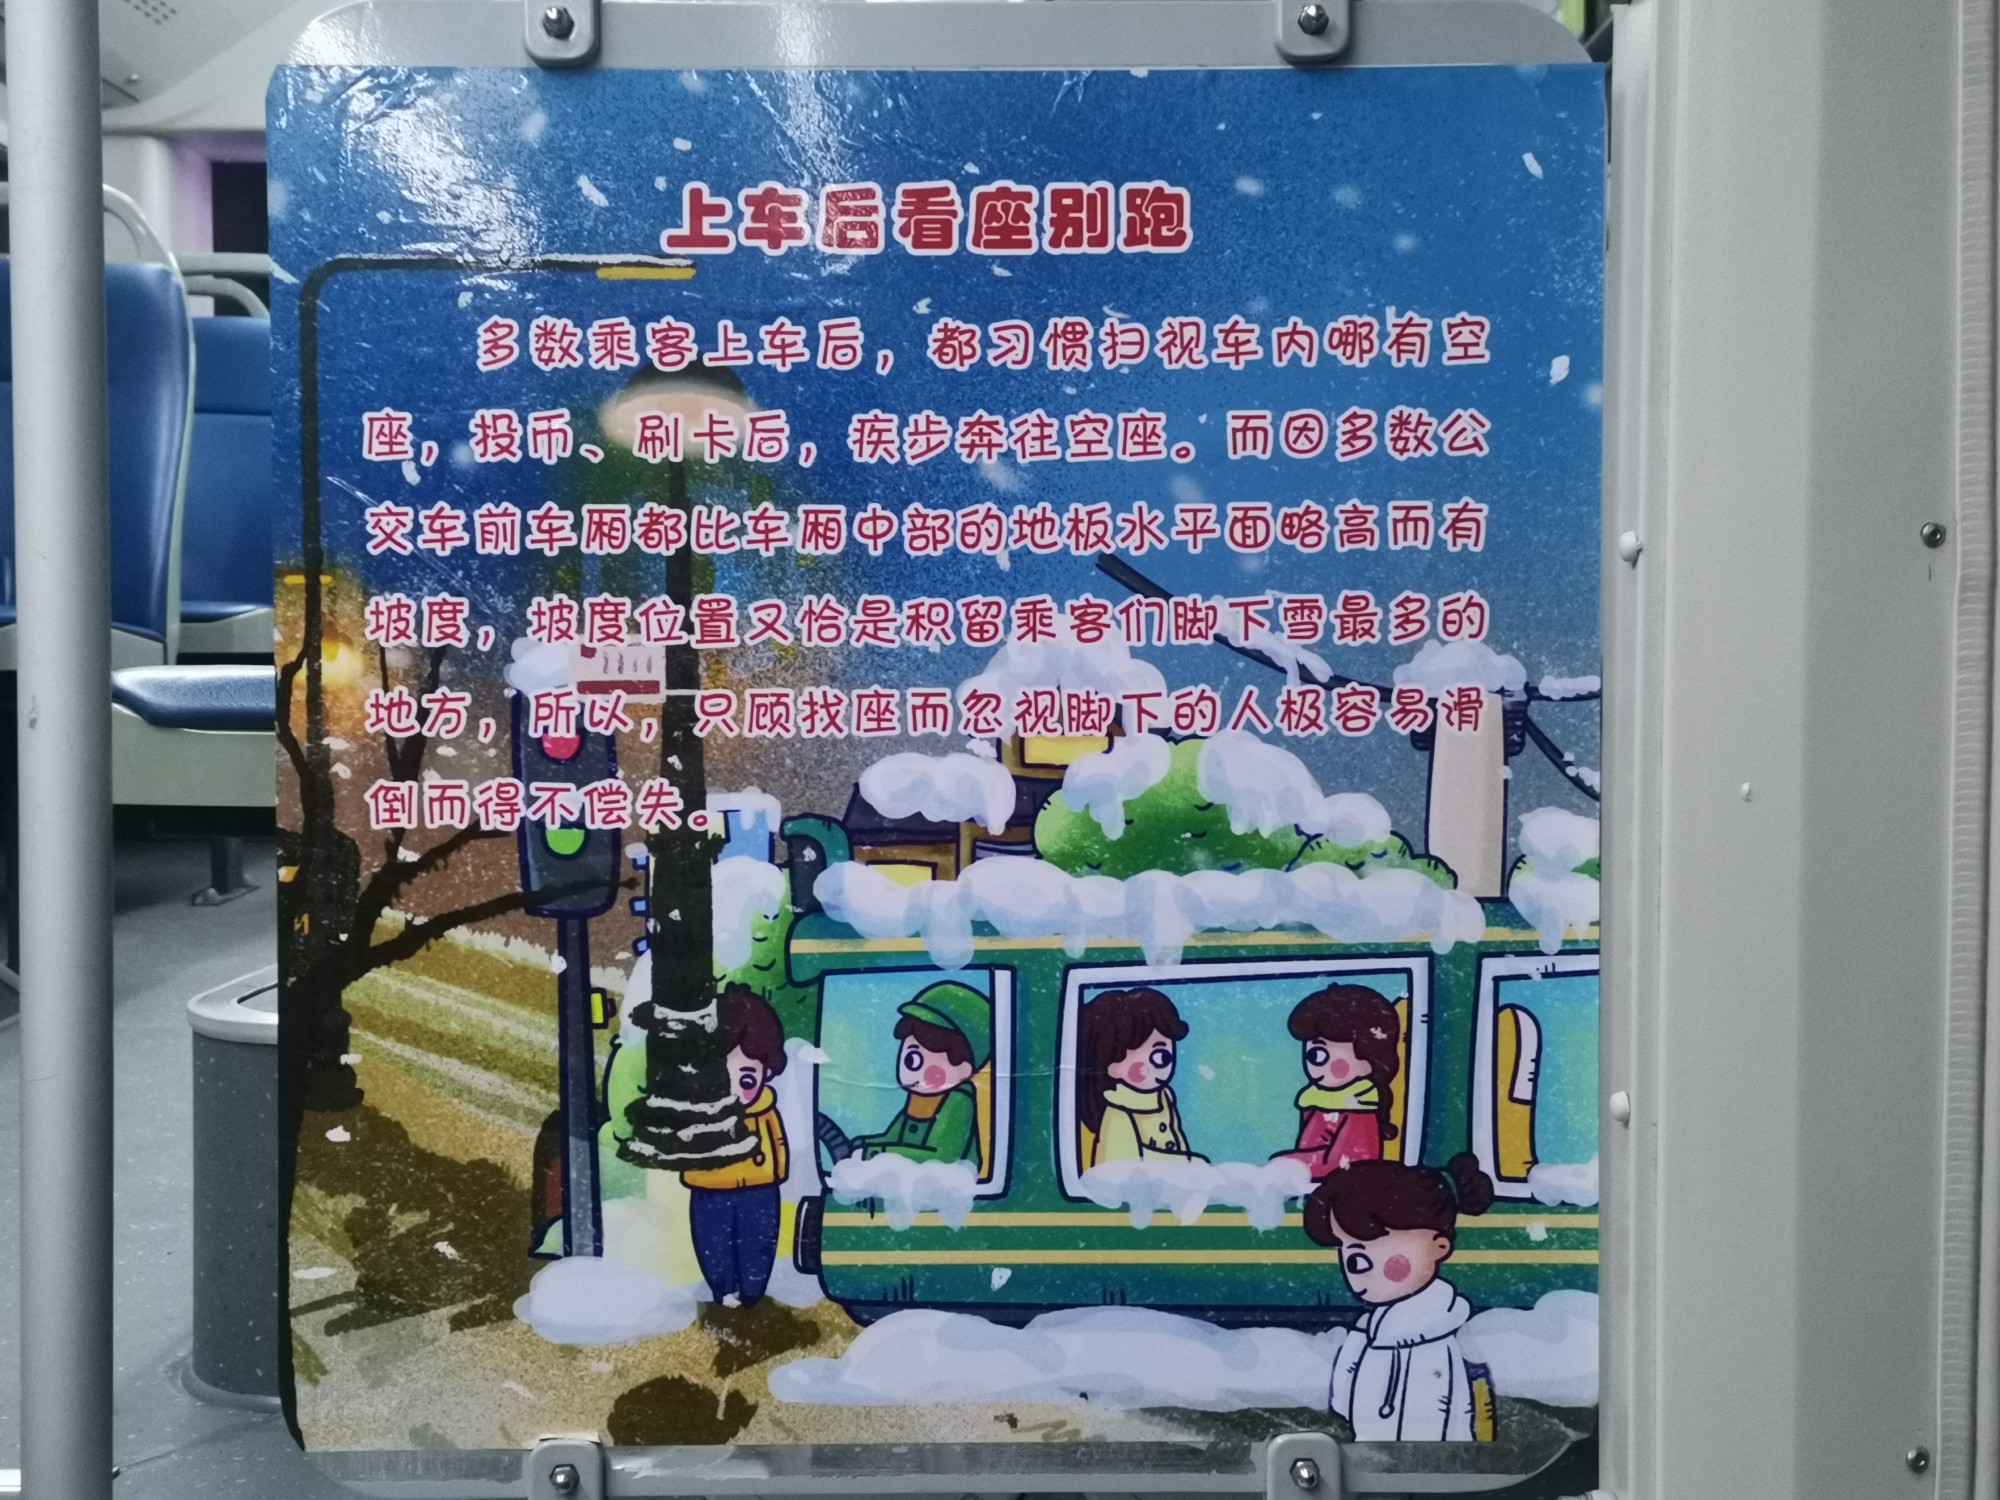 上车后看座别跑
多数乘客上车后，都习惯扫视车内哪有空
座，投币、刷卡后，疾步奔往空座。而因多数公
交车前车厢都比车厢中部的地板水平面略高而有
坡度，坡度位置又恰是积留乘客们脚下雪最多的
地方，所以，只顾找座而忽视脚下的人极容易滑
倒而得不偿失。